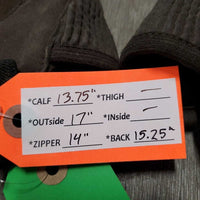 *CALF 13.75" *THIGH —
*OUTside 17" *INside —
*ZIPPER 14" *BACK 15.25"